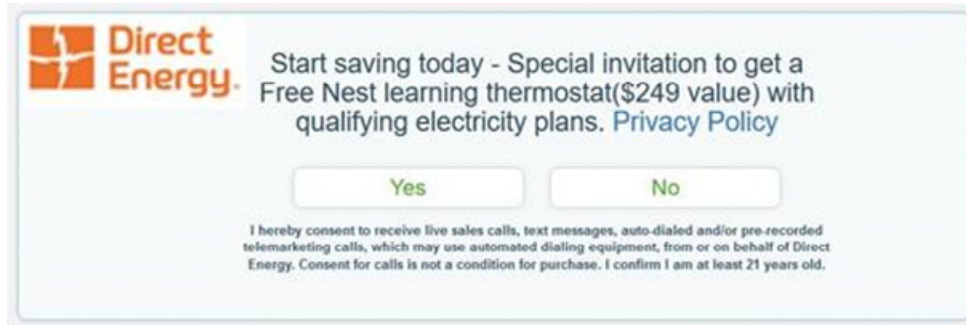 Direct
Energy.
Start saving today - Special invitation to get a
Free Nest learning thermostat($249 value) with
qualifying electricity plans. Privacy Policy
Yes
No
I hereby consent to receive live sales calls, text messages, auto-dialed and/or pre-recorded
telemarketing calls, which may use automated dialing equipment, from or on behalf of Direct
Energy. Consent for calls is not a condition for purchase. I confirm I am at least 21 years old.